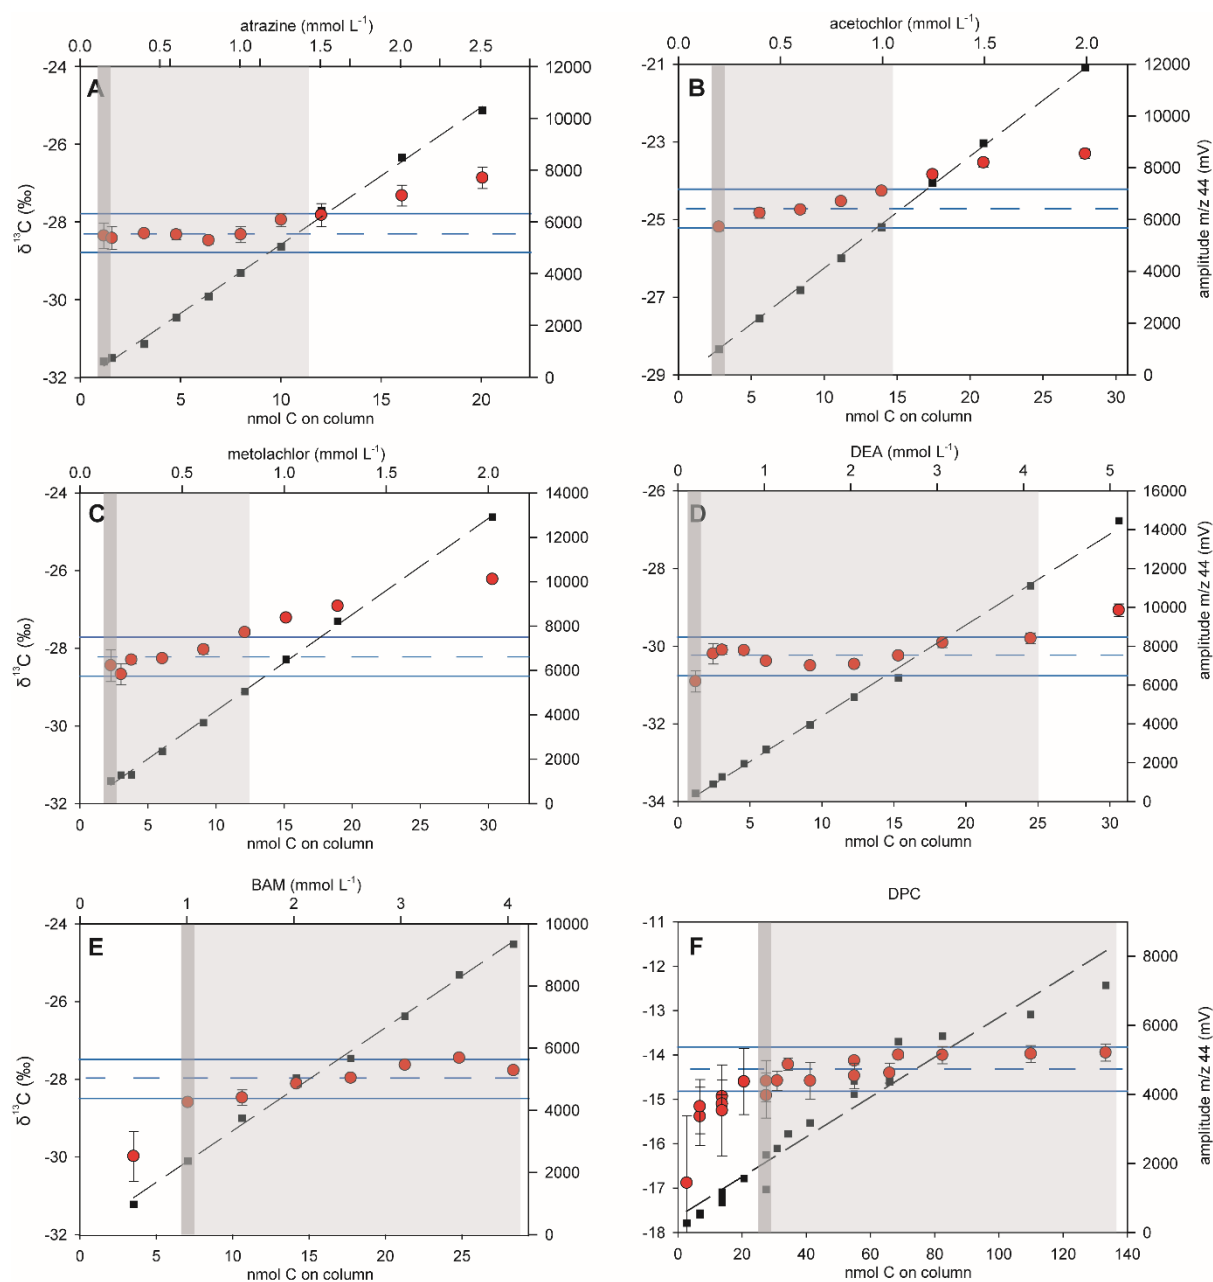 atrazine (mmol L-1)
0.0 0.5 1.0 1.5 2.0 2.5
A
-24
-26
-28
-30
-32
δ13C (‰)
12000
10000
8000
6000
4000
2000
0
0 5 10 15 20
nmol C on column
acetochlor (mmol L-1)
0.0 0.5 1.0 1.5 2.0
B
-21
-23
-25
-27
-29
12000
10000
8000
6000
4000
2000
0
amplitude m/z 44 (mV)
0 5 10 15 20 25 30
nmol C on column
metolachlor (mmol L-1)
0.0 0.5 1.0 1.5 2.0
C
-24
-26
-28
-30
-32
δ13C (‰)
14000
12000
10000
8000
6000
4000
2000
0
0 5 10 15 20 25 30
nmol C on column
DEA (mmol L-1)
0 1 2 3 4 5
D
-26
-28
-30
-32
-34
16000
14000
12000
10000
8000
6000
4000
2000
0
amplitude m/z 44 (mV)
0 5 10 15 20 25 30
nmol C on column
BAM (mmol L-1)
0 1 2 3 4
E
-24
-26
-28
-30
-32
δ13C (‰)
10000
8000
6000
4000
2000
0
0 5 10 15 20 25
nmol C on column
DPC
F
-11
-12
-13
-14
-15
-16
-17
-18
8000
6000
4000
2000
0
amplitude m/z 44 (mV)
0 20 40 60 80 100 120 140
nmol C on column